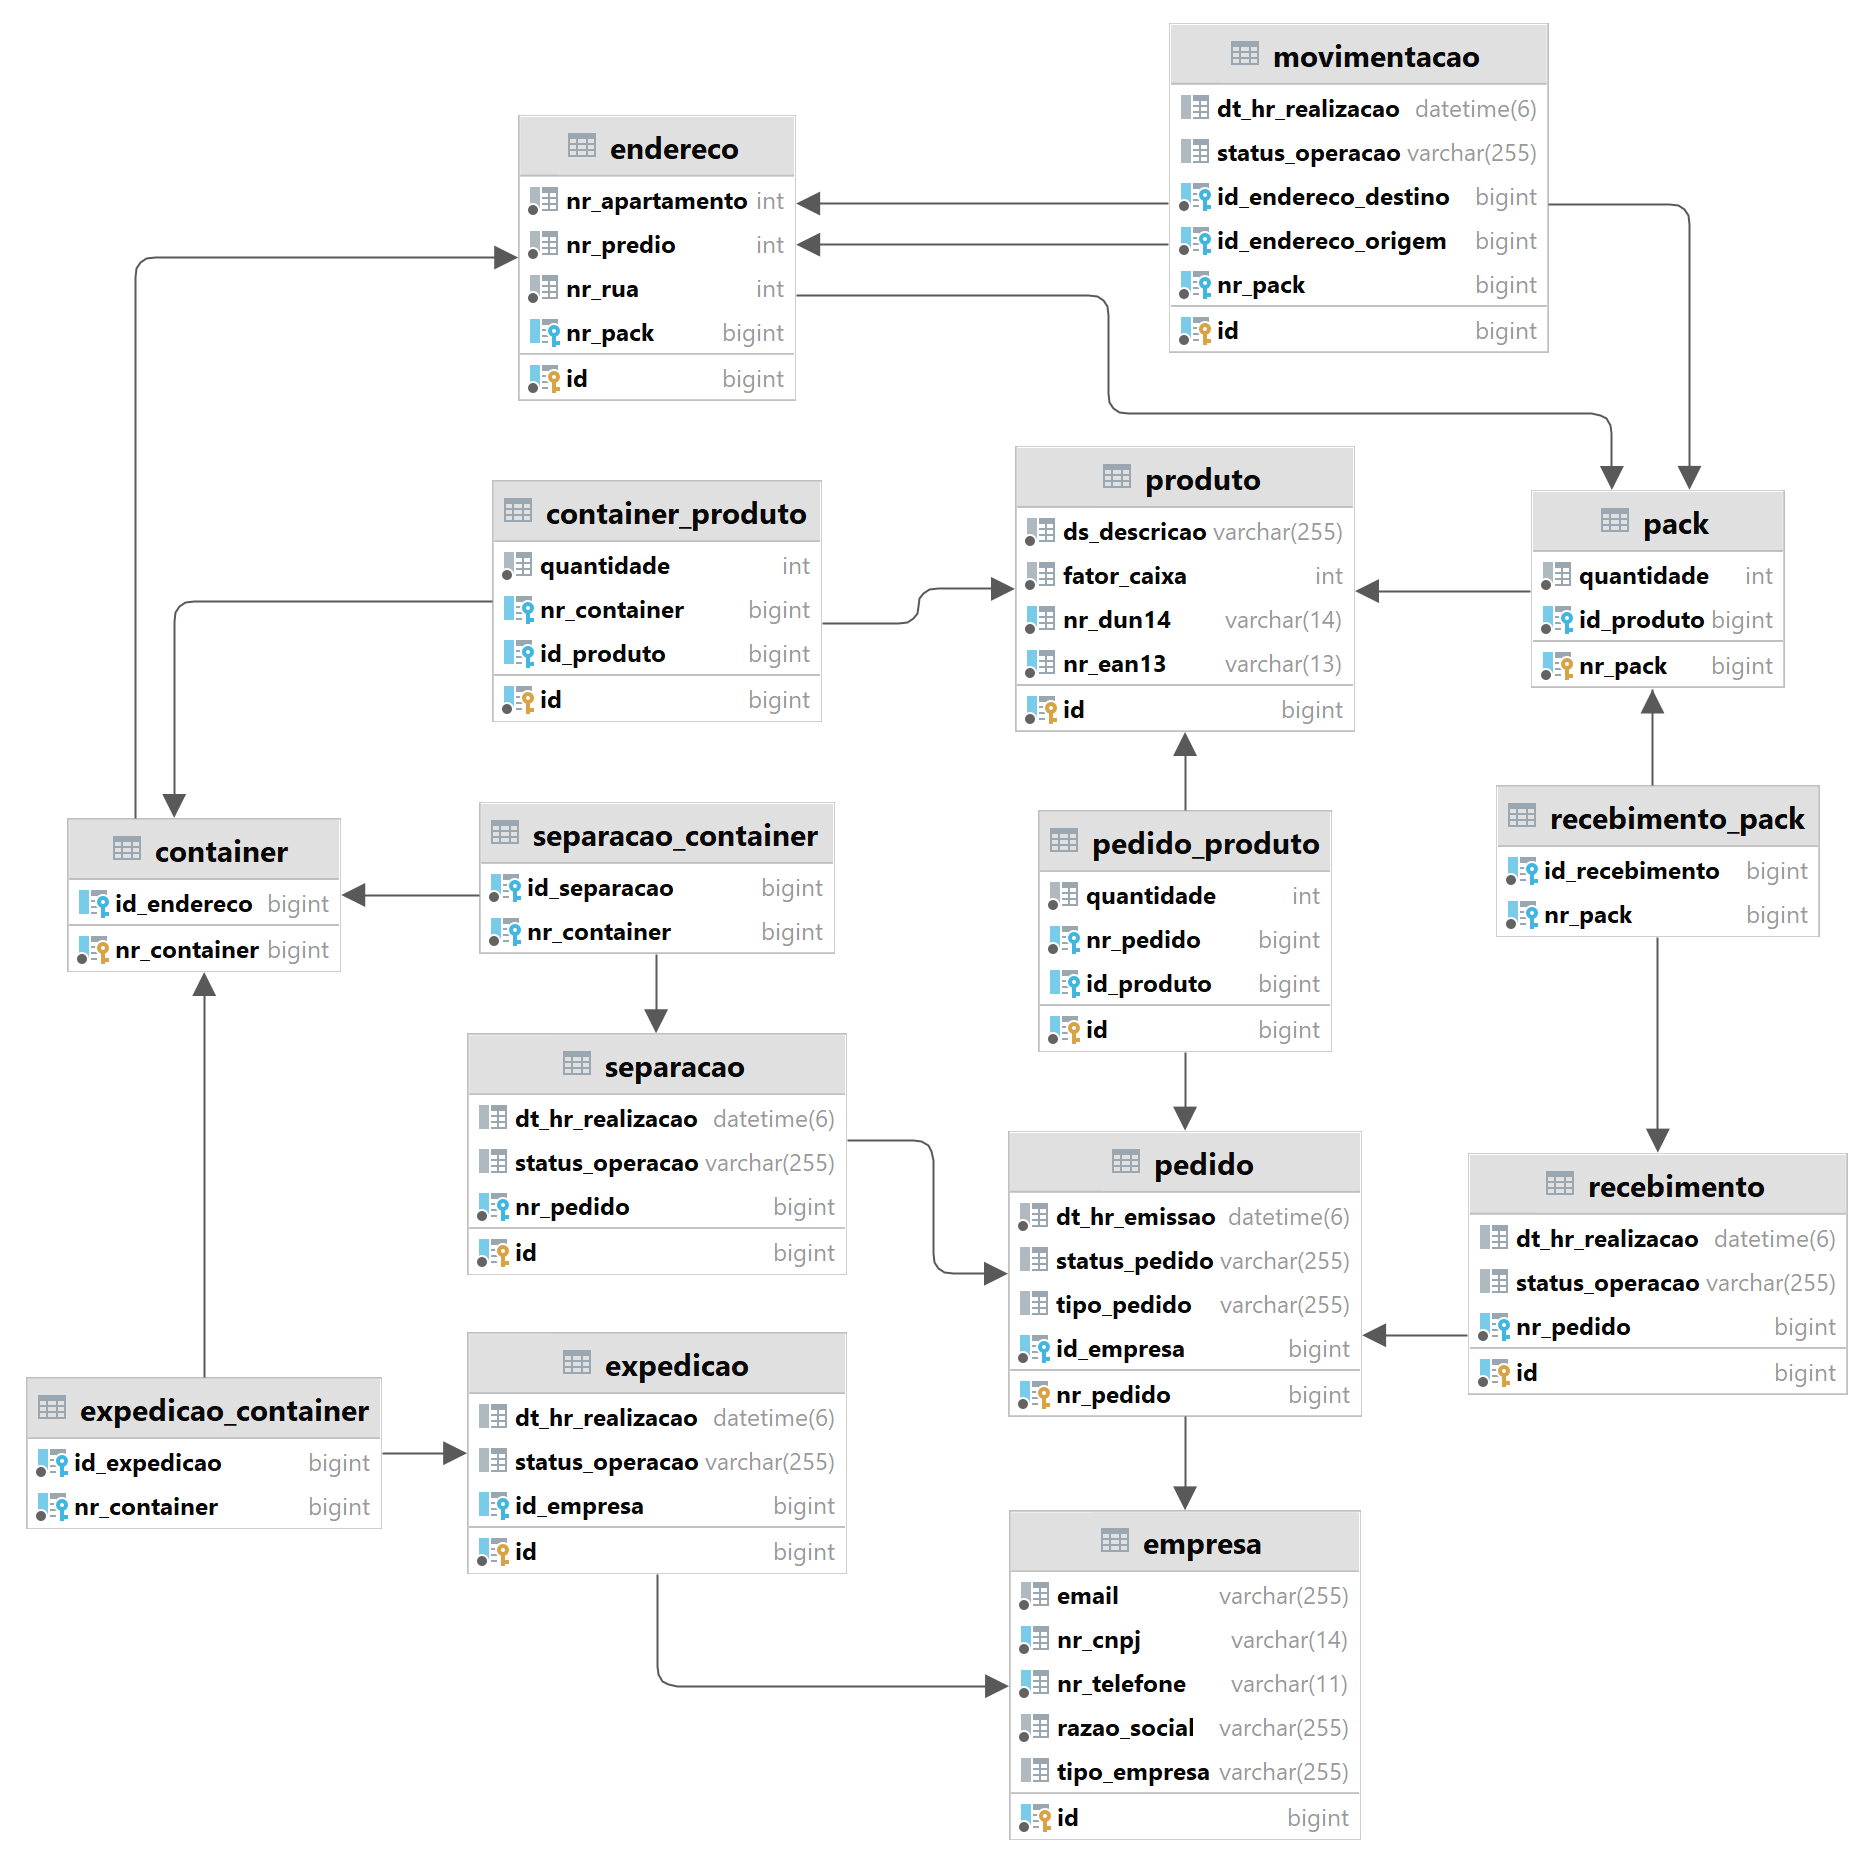 movimentacao
dt_hr_realizacao datetime(6)
status_operacao varchar(255)
id_endereco_destino bigint
id_endereco_origem bigint
nr_pack bigint
id bigint
endereco
nr_apartamento int
nr_predio int
nr_rua int
nr_pack bigint
id bigint
produto
ds_descricao varchar(255)
fator_caixa int
nr_dun14 varchar(14)
nr_ean13 varchar(13)
id bigint
container_produto
quantidade int
nr_container bigint
id_produto bigint
id bigint
pack
quantidade int
id_produto bigint
nr_pack bigint
container
id_endereco bigint
nr_container bigint
separacao_container
id_separacao bigint
nr_container bigint
pedido_produto
quantidade int
nr_pedido bigint
id_produto bigint
id bigint
recebimento_pack
id_recebimento bigint
nr_pack bigint
separacao
dt_hr_realizacao datetime(6)
status_operacao varchar(255)
nr_pedido bigint
id bigint
pedido
dt_hr_emissao datetime(6)
status_pedido varchar(255)
tipo_pedido varchar(255)
id_empresa bigint
nr_pedido bigint
recebimento
dt_hr_realizacao datetime(6)
status_operacao varchar(255)
nr_pedido bigint
id bigint
expedicao_container
id_expedicao bigint
nr_container bigint
expedicao
dt_hr_realizacao datetime(6)
status_operacao varchar(255)
id_empresa bigint
id bigint
empresa
email varchar(255)
nr_cnpj varchar(14)
nr_telefone varchar(11)
razao_social varchar(255)
tipo_empresa varchar(255)
id bigint